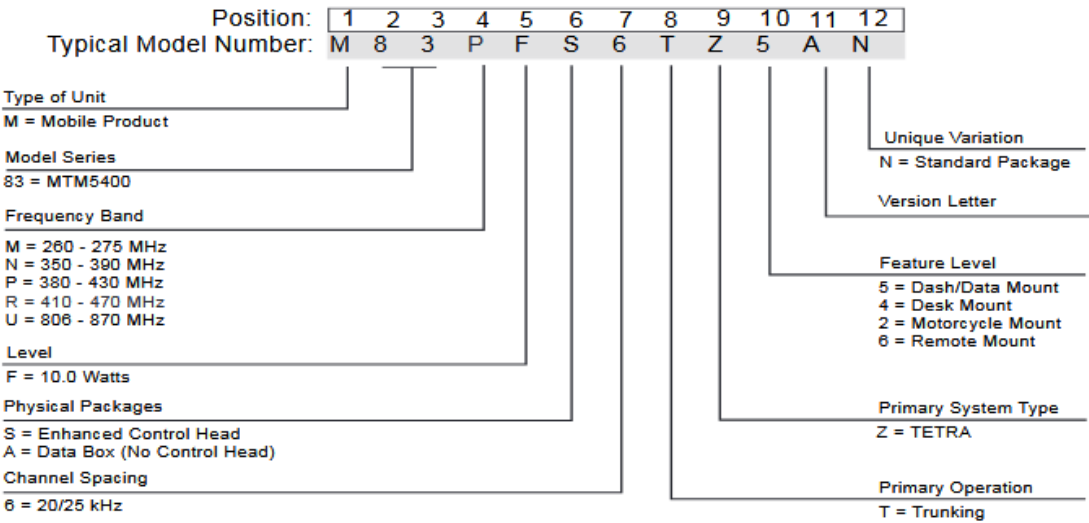 Position: 1 2 3 4 5 6 7 8 9 10 11 12
Typical Model Number: M 8 3 P F S 6 T Z 5 A N
Type of Unit
M = Mobile Product
Model Series
83 = MTM5400
Frequency Band
M = 260 - 275 MHz
N = 350 - 390 MHz
P = 380 - 430 MHz
R = 410 - 470 MHz
U = 806 - 870 MHz
Level
F = 10.0 Watts
Physical Packages
S = Enhanced Control Head
A = Data Box (No Control Head)
Channel Spacing
6 = 20/25 kHz
Unique Variation
N = Standard Package
Version Letter
Feature Level
5 = Dash/Data Mount
4 = Desk Mount
2 = Motorcycle Mount
6 = Remote Mount
Primary System Type
Z = TETRA
Primary Operation
T = Trunking